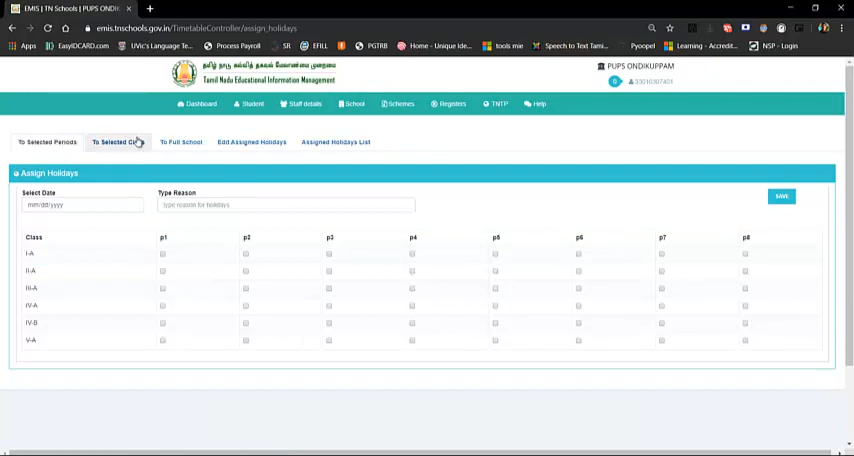 EMIS | TN Schools | PUPS ONDIK
emis.tnschools.gov.in/TimetableController/assign_holidays
Apps EasyIDCARD.com UVic's Language Te... Process Payroll SR EFILL PGTRB Home - Unique Ide... tools mie Speech to Text Tami... Pyoopel Learning - Accredit... NSP - Login
தமிழ் நாடு கல்வித் தகவல் மேலாண்மை முறைமை
Tamil Nadu Educational Information Management
PUPS ONDIKUPPAM
0 33010307401
Dashboard Student Staff details School Schemes Registers TNTP Help
To Selected Periods To Selected To Full School Edit Assigned Holidays Assigned Holidays List
Assign Holidays
Select Date Type Reason
mm/dd/yyyy type reason for holidays SAVE
Class p1 p2 p3 p4 p5 p6 p7 p8
I-A
II-A
III-A
IV-A
IV-B
V-A